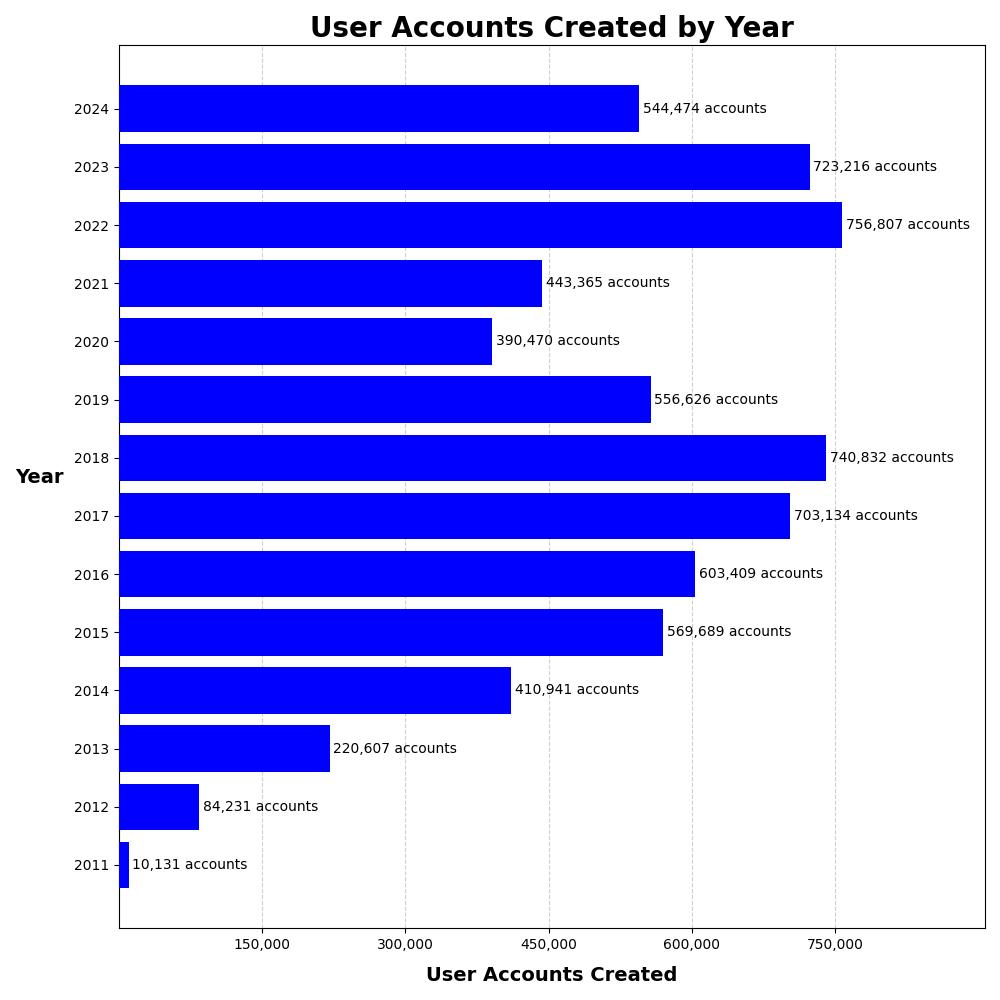 User Accounts Created by Year
2024 544,474 accounts
2023 723,216 accounts
2022 756,807 accounts
2021 443,365 accounts
2020 390,470 accounts
2019 556,626 accounts
2018 740,832 accounts
Year
2017 703,134 accounts
2016 603,409 accounts
2015 569,689 accounts
2014 410,941 accounts
2013 220,607 accounts
2012 84,231 accounts
2011 10,131 accounts
150,000 300,000 450,000 600,000 750,000
User Accounts Created